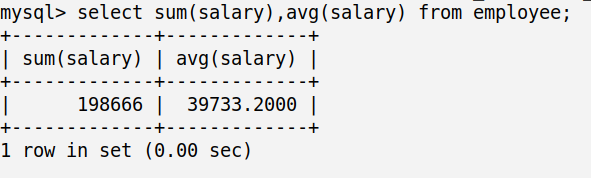 mysql> select sum(salary),avg(salary) from employee;
+-------------+-------------+
| sum(salary) | avg(salary) |
+-------------+-------------+
|      198666 |  39733.2000 |
+-------------+-------------+
1 row in set (0.00 sec)